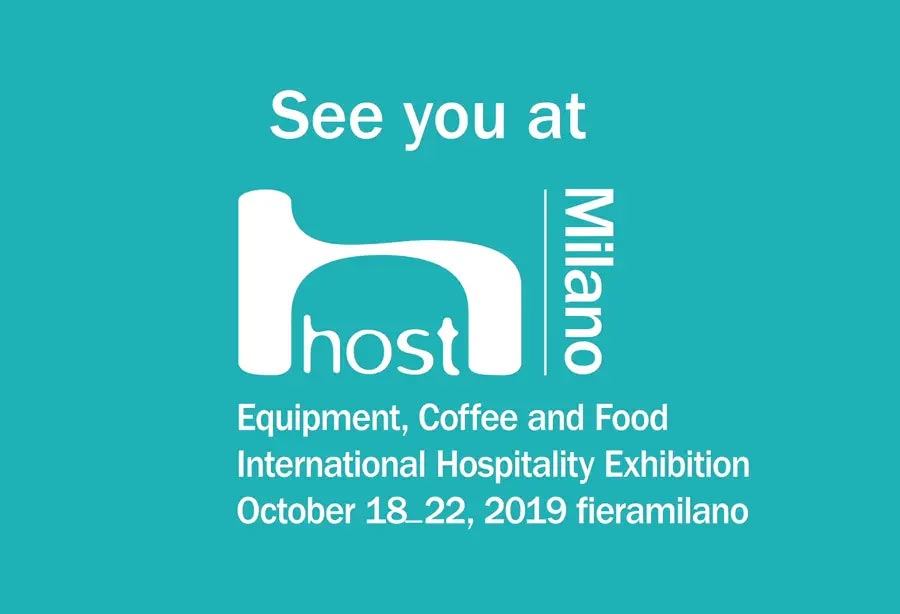 See you at
host
Milano
Equipment, Coffee and Food
International Hospitality Exhibition
October 18_22, 2019 fieramilano